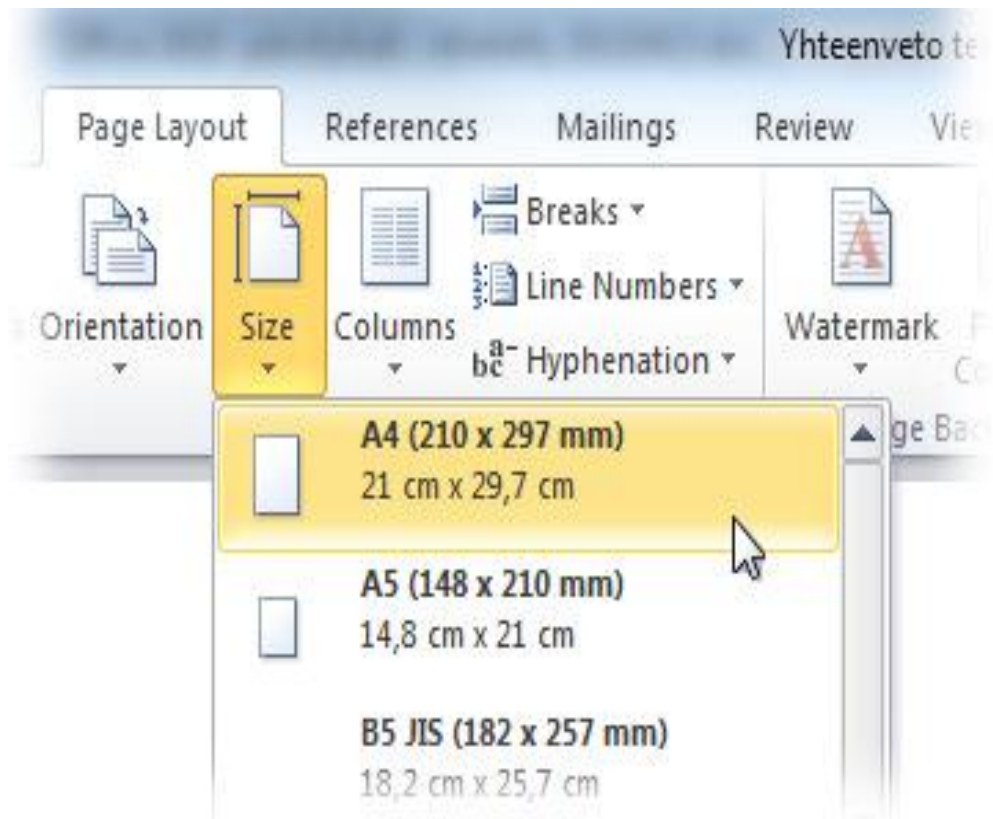 Yhteenveto
Page Layout References Mailings Review
Orientation Size Columns
Breaks
Line Numbers
Hyphenation
Watermark
A4 (210 x 297 mm)
21 cm x 29,7 cm
A5 (148 x 210 mm)
14,8 cm x 21 cm
B5 JIS (182 x 257 mm)
18,2 cm x 25,7 cm